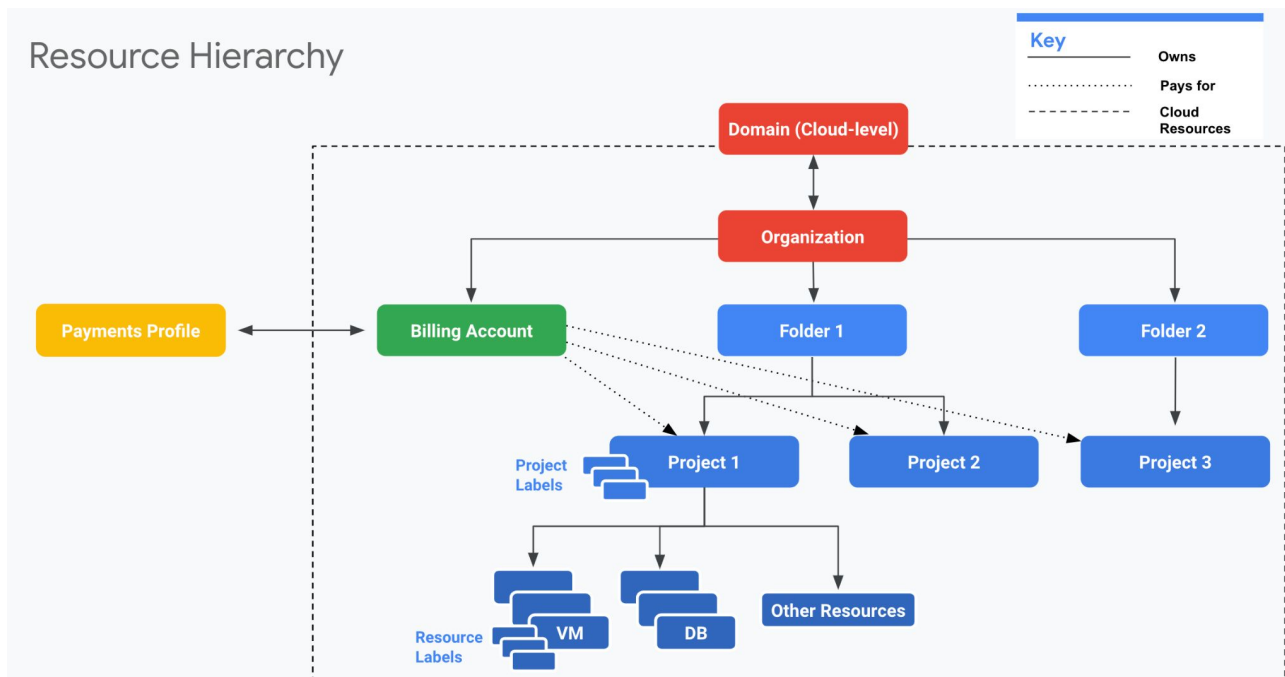 Resource Hierarchy
Key
Owns
Pays for
Cloud
Resources
Domain (Cloud-level)
Organization
Payments Profile
Billing Account
Folder 1
Folder 2
Project
Labels
Project 1
Project 2
Project 3
Resource
Labels
VM
DB
Other Resources